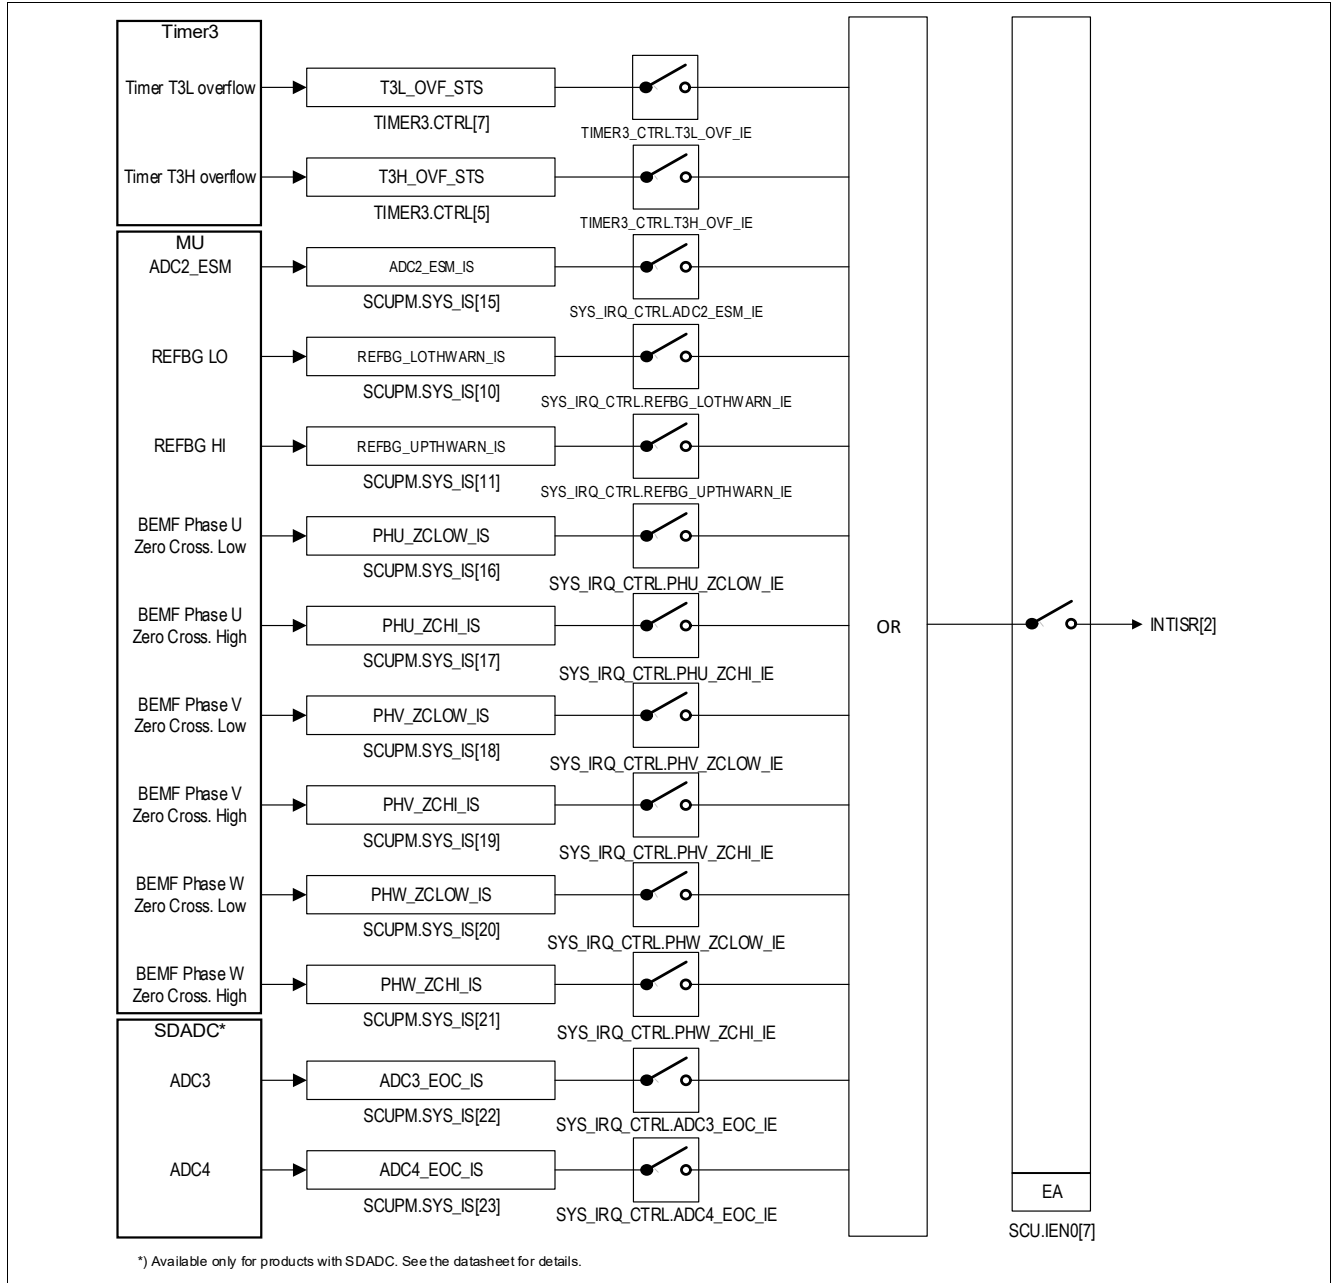 Timer3
Timer T3L overflow
T3L_OVF_STS
TIMER3.CTRL[7]
TIMER3_CTRL.T3L_OVF_IE
Timer T3H overflow
T3H_OVF_STS
TIMER3.CTRL[5]
TIMER3_CTRL.T3H_OVF_IE
MU
ADC2_ESM
ADC2_ESM_IS
SCUPM.SYS_IS[15]
SYS_IRQ_CTRL.ADC2_ESM_IE
REFBG LO
REFBG_LOTHWARN_IS
SCUPM.SYS_IS[10]
SYS_IRQ_CTRL.REFBG_LOTHWARN_IE
REFBG HI
REFBG_UPTHWARN_IS
SCUPM.SYS_IS[11]
SYS_IRQ_CTRL.REFBG_UPTHWARN_IE
BEMF Phase U
Zero Cross. Low
PHU_ZCLOW_IS
SCUPM.SYS_IS[16]
SYS_IRQ_CTRL.PHU_ZCLOW_IE
BEMF Phase U
Zero Cross. High
PHU_ZCHI_IS
SCUPM.SYS_IS[17]
SYS_IRQ_CTRL.PHU_ZCHI_IE
BEMF Phase V
Zero Cross. Low
PHV_ZCLOW_IS
SCUPM.SYS_IS[18]
SYS_IRQ_CTRL.PHV_ZCLOW_IE
BEMF Phase V
Zero Cross. High
PHV_ZCHI_IS
SCUPM.SYS_IS[19]
SYS_IRQ_CTRL.PHV_ZCHI_IE
BEMF Phase W
Zero Cross. Low
PHW_ZCLOW_IS
SCUPM.SYS_IS[20]
SYS_IRQ_CTRL.PHW_ZCLOW_IE
BEMF Phase W
Zero Cross. High
PHW_ZCHI_IS
SCUPM.SYS_IS[21]
SYS_IRQ_CTRL.PHW_ZCHI_IE
SDADC*
ADC3
ADC3_EOC_IS
SCUPM.SYS_IS[22]
SYS_IRQ_CTRL.ADC3_EOC_IE
ADC4
ADC4_EOC_IS
SCUPM.SYS_IS[23]
SYS_IRQ_CTRL.ADC4_EOC_IE
OR
INTISR[2]
EA
SCU.IEN0[7]
*) Available only for products with SDADC. See the datasheet for details.